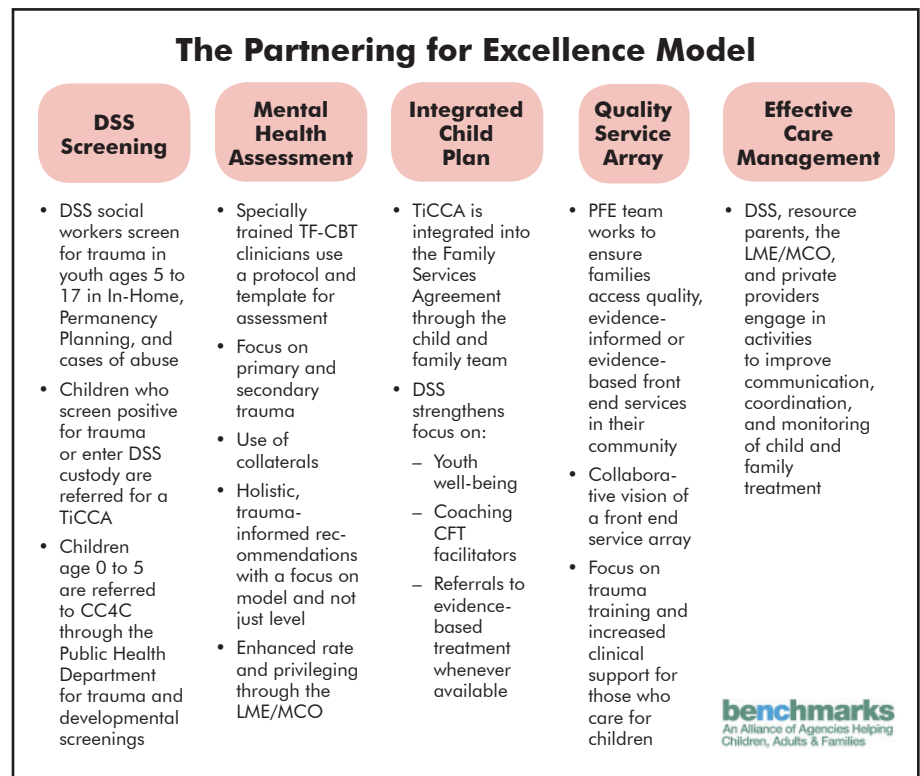 The Partnering for Excellence Model
DSS
Screening
• DSS social
workers screen
for trauma in
youth ages 5 to
17 in In-Home,
Permanency
Planning, and
cases of abuse
• Children who
screen positive
for trauma
or enter DSS
custody are
referred for a
TiCCA
• Children
age 0 to 5
are referred
to CC4C
through the
Public Health
Department
for trauma and
developmental
screenings
Mental
Health
Assessment
• Specially
trained TF-CBT
clinicians use
a protocol and
template for
assessment
• Focus on
primary and
secondary
trauma
• Use of
collaterals
• Holistic,
trauma-
informed rec-
ommendations
with a focus on
model and not
just level
• Enhanced rate
and privileging
through the
LME/MCO
Integrated
Child
Plan
• TiCCA is
integrated into
the Family
Services
Agreement
through the
child and
family team
• DSS
strengthens
focus on:
– Youth
well-being
– Coaching
CFT
facilitators
– Referrals to
evidence-
based
treatment
whenever
available
Quality
Service
Array
• PFE team
works to
ensure
families
access quality,
evidence-
informed or
evidence-
based front
end services
in their
community
• Collabora-
tive vision of
a front end
service array
• Focus on
trauma
training and
increased
clinical
support for
those who
care for
children
Effective
Care
Management
• DSS, resource
parents, the
LME/MCO,
and private
providers
engage in
activities
to improve
communication,
coordination,
and monitoring
of child and
family
treatment
benchmarks
An Alliance of Agencies Helping
Children, Adults & Families